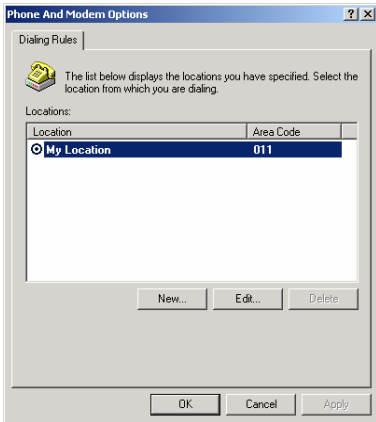 Phone And Modem Options
Dialing Rules
The list below displays the locations you have specified. Select the
location from which you are dialing.
Locations:
Location Area Code
My Location 011
New... Edit... Delete
OK Cancel Apply